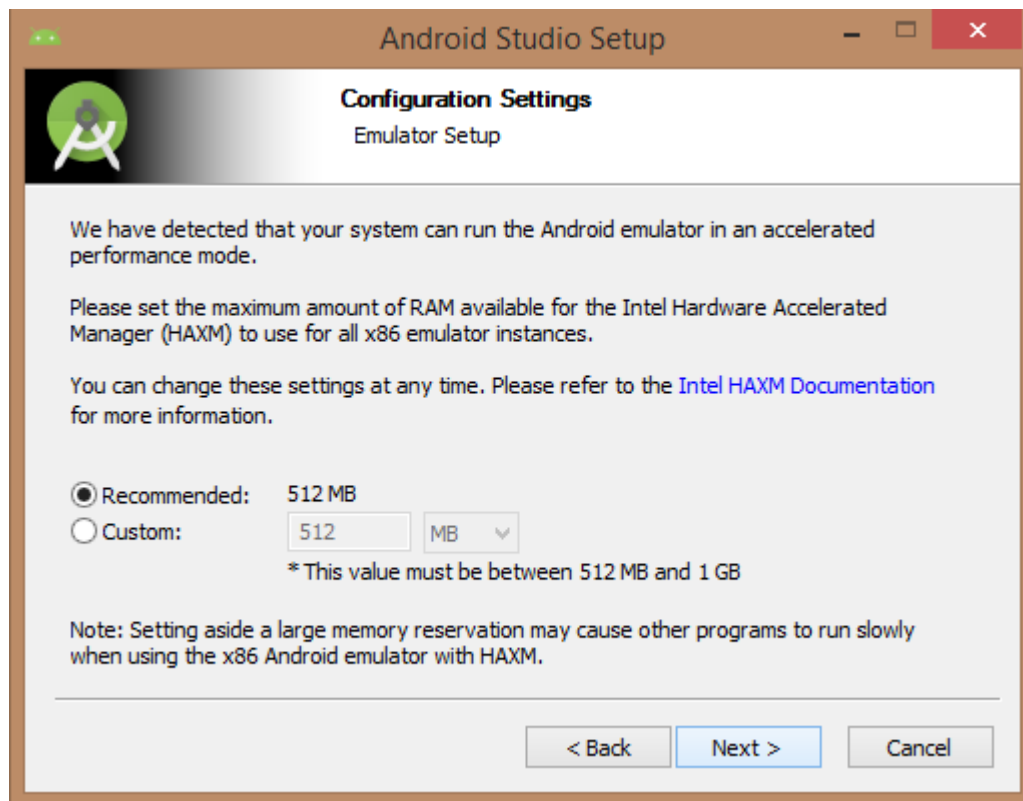 Android Studio Setup
Configuration Settings
Emulator Setup
We have detected that your system can run the Android emulator in an accelerated
performance mode.
Please set the maximum amount of RAM available for the Intel Hardware Accelerated
Manager (HAXM) to use for all x86 emulator instances.
You can change these settings at any time. Please refer to the Intel HAXM Documentation
for more information.
Recommended: 512 MB
Custom: 512 MB
* This value must be between 512 MB and 1 GB
Note: Setting aside a large memory reservation may cause other programs to run slowly
when using the x86 Android emulator with HAXM.
< Back Next > Cancel